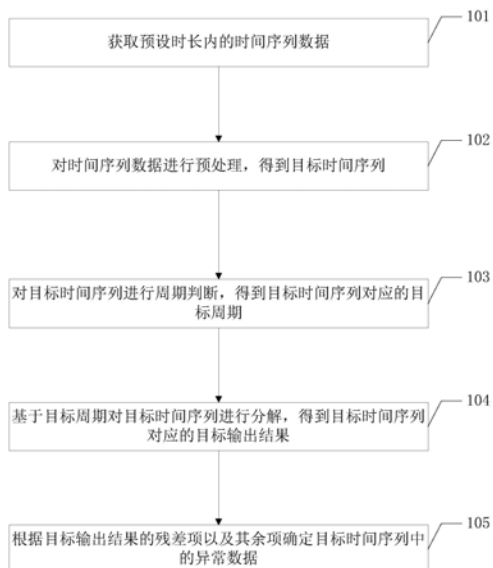 101
获取预设时长内的时间序列数据
102
对时间序列数据进行预处理，得到目标时间序列
103
对目标时间序列进行周期判断，得到目标时间序列对应的目
标周期
104
基于目标周期对目标时间序列进行分解，得到目标时间序列
对应的目标输出结果
105
根据目标输出结果的残差项以及其余项确定目标时间序列中
的异常数据